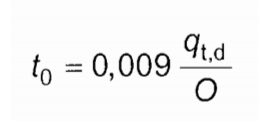 t₀ = 0,009 q_t,d / O